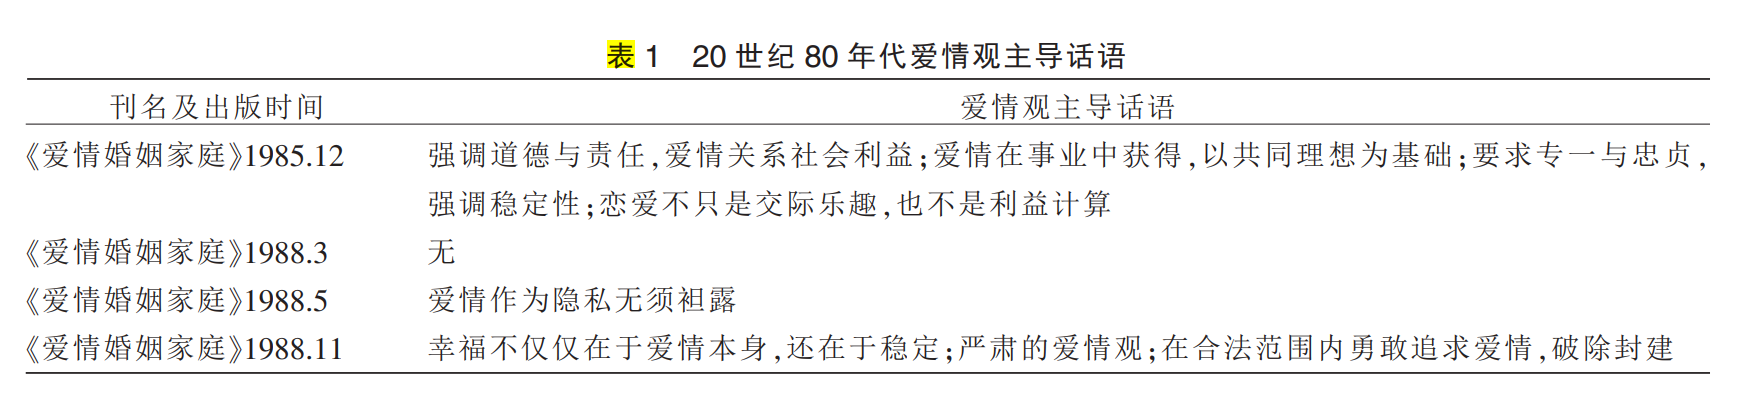 表 1 20 世纪 80 年代爱情观主导话语
刊名及出版时间 爱情观主导话语
《爱情婚姻家庭》1985.12 强调道德与责任,爱情关系社会利益;爱情在事业中获得,以共同理想为基础;要求专一与忠贞,
强调稳定性;恋爱不只是交际乐趣,也不是利益计算
《爱情婚姻家庭》1988.3 无
《爱情婚姻家庭》1988.5 爱情作为隐私无须袒露
《爱情婚姻家庭》1988.11 幸福不仅仅在于爱情本身,还在于稳定;严肃的爱情观;在合法范围内勇敢追求爱情,破除封建